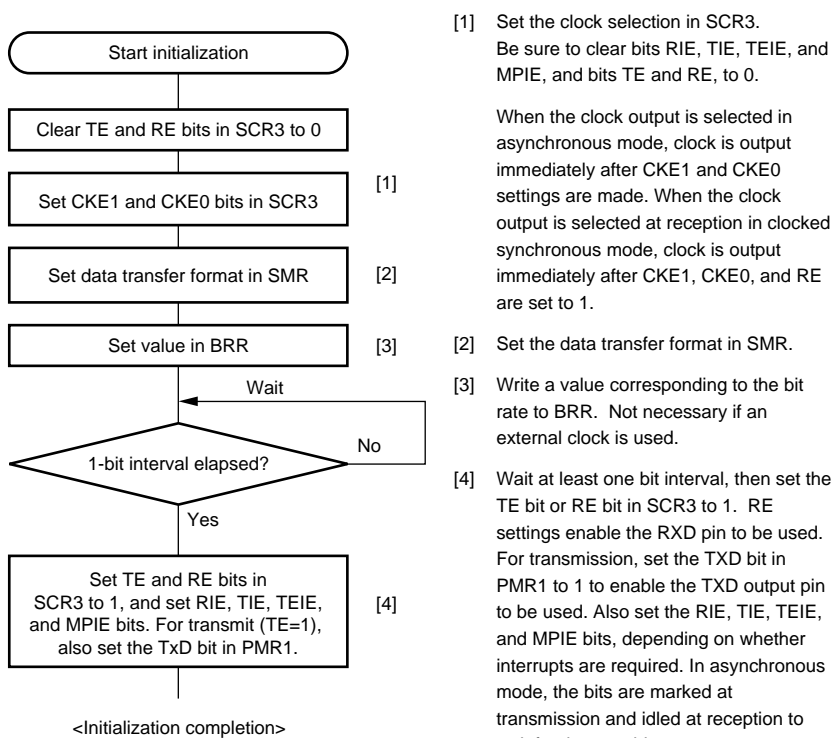 Start initialization
Clear TE and RE bits in SCR3 to 0
Set CKE1 and CKE0 bits in SCR3
[1]
Set data transfer format in SMR
[2]
Set value in BRR
[3]
Wait
1-bit interval elapsed?
No
Yes
Set TE and RE bits in
SCR3 to 1, and set RIE, TIE, TEIE,
and MPIE bits. For transmit (TE=1),
also set the TxD bit in PMR1.
[4]
<Initialization completion>
[1] Set the clock selection in SCR3.
Be sure to clear bits RIE, TIE, TEIE, and
MPIE, and bits TE and RE, to 0.
When the clock output is selected in
asynchronous mode, clock is output
immediately after CKE1 and CKE0
settings are made. When the clock
output is selected at reception in clocked
synchronous mode, clock is output
immediately after CKE1, CKE0, and RE
are set to 1.
[2] Set the data transfer format in SMR.
[3] Write a value corresponding to the bit
rate to BRR. Not necessary if an
external clock is used.
[4] Wait at least one bit interval, then set the
TE bit or RE bit in SCR3 to 1. RE
settings enable the RXD pin to be used.
For transmission, set the TXD bit in
PMR1 to 1 to enable the TXD output pin
to be used. Also set the RIE, TIE, TEIE,
and MPIE bits, depending on whether
interrupts are required. In asynchronous
mode, the bits are marked at
transmission and idled at reception to